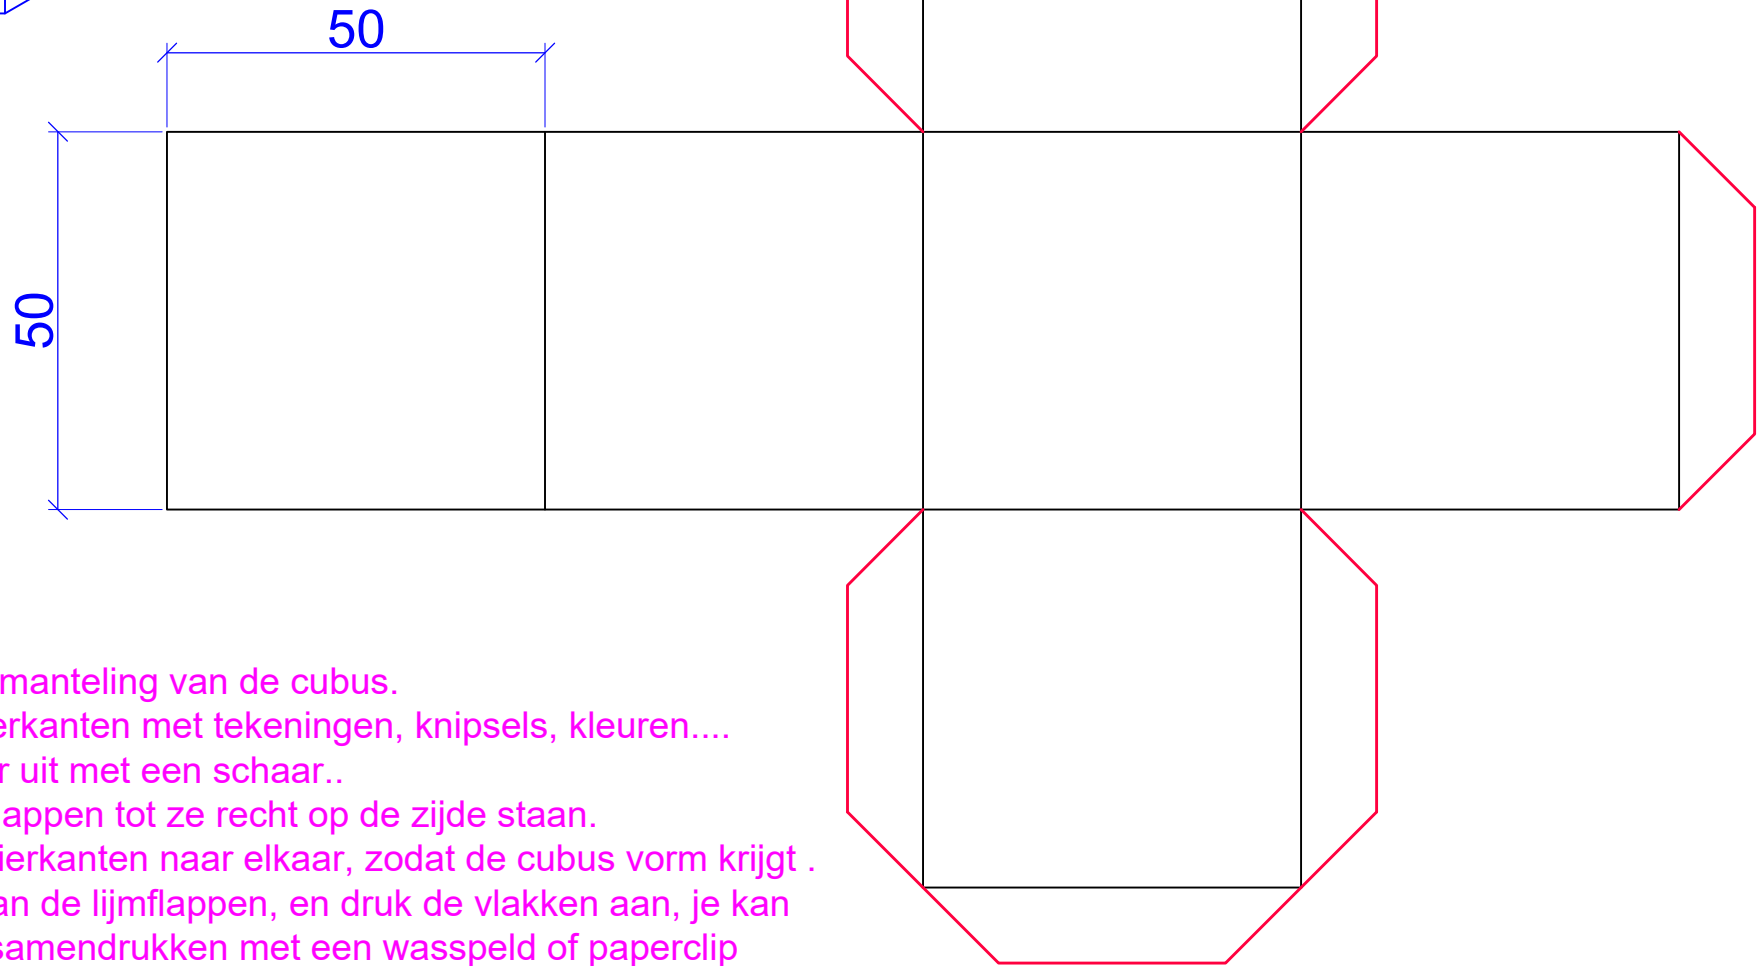 50
50
manteling van de cubus.
erkanten met tekeningen, knipsels, kleuren....
r uit met een schaar..
appen tot ze recht op de zijde staan.
ierkanten naar elkaar, zodat de cubus vorm krijgt .
an de lijmflappen, en druk de vlakken aan, je kan
samendrukken met een wasspeld of paperclip